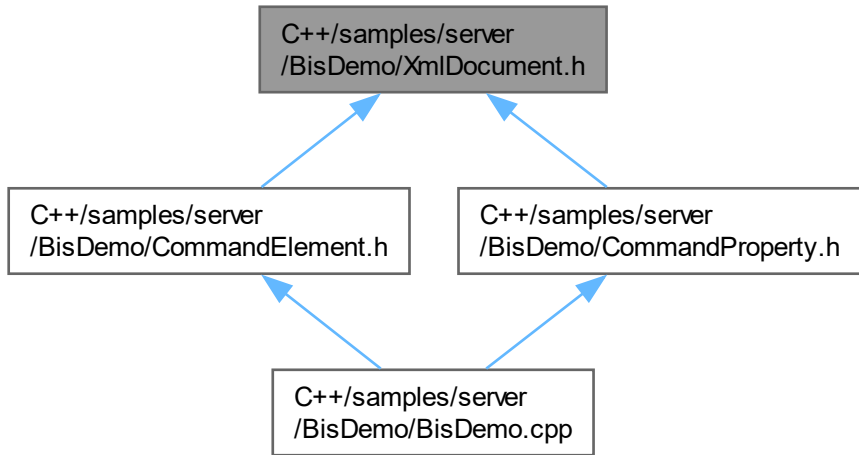 C++/samples/server
/BisDemo/XmlDocument.h
C++/samples/server
/BisDemo/CommandElement.h
C++/samples/server
/BisDemo/CommandProperty.h
C++/samples/server
/BisDemo/BisDemo.cpp